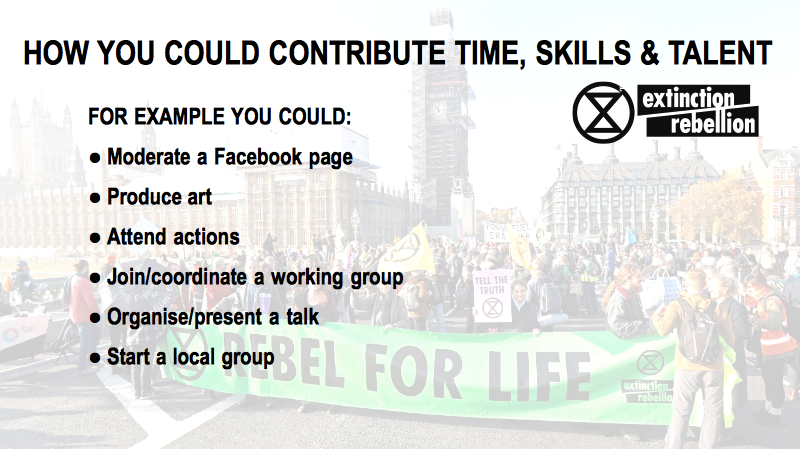 HOW YOU COULD CONTRIBUTE TIME, SKILLS & TALENT
extinction
rebellion
FOR EXAMPLE YOU COULD:
● Moderate a Facebook page
● Produce art
● Attend actions
● Join/coordinate a working group
● Organise/present a talk
● Start a local group
TELL THE
TRUTH
REBEL FOR LIFE
extinction
rebellion